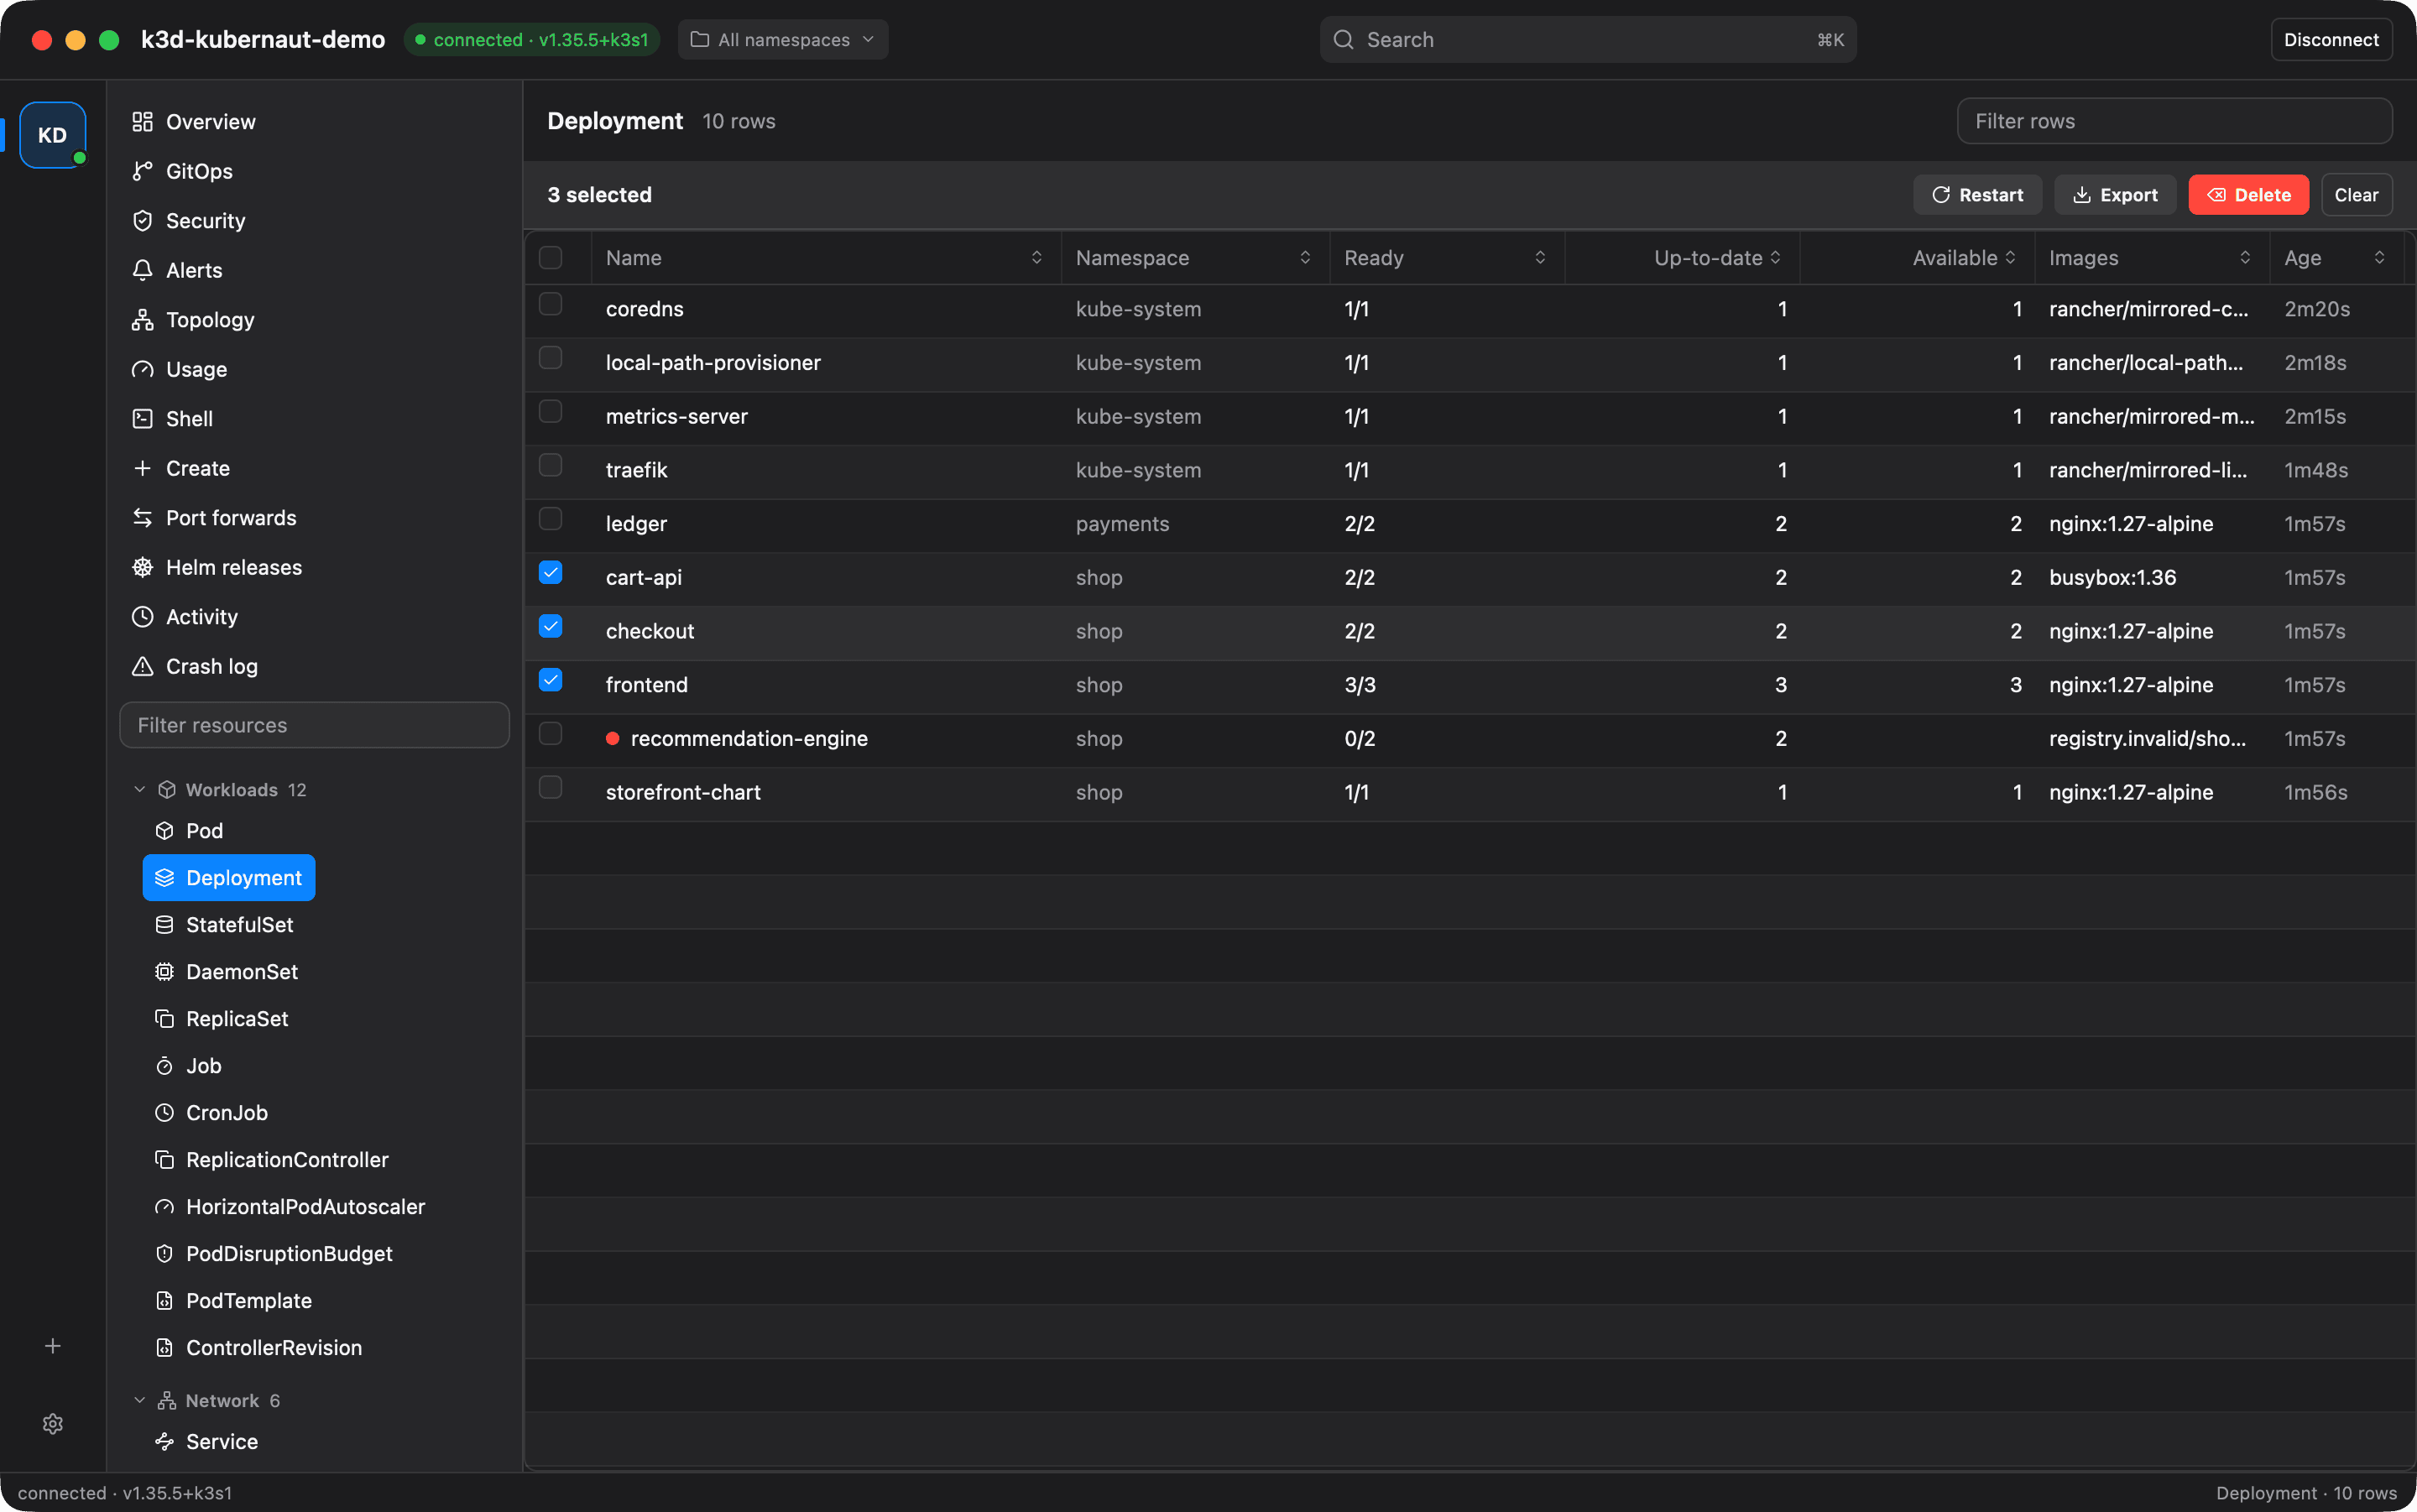 k3d-kubernaut-demo
connected · v1.35.5+k3s1
All namespaces
Search
⌘K
Disconnect
KD
Overview
GitOps
Security
Alerts
Topology
Usage
Shell
Create
Port forwards
Helm releases
Activity
Crash log
Filter resources
Workloads 12
Pod
Deployment
StatefulSet
DaemonSet
ReplicaSet
Job
CronJob
ReplicationController
HorizontalPodAutoscaler
PodDisruptionBudget
PodTemplate
ControllerRevision
Network 6
Service
Deployment 10 rows
Filter rows
3 selected
Restart
Export
Delete
Clear
Name Namespace Ready Up-to-date Available Images Age
coredns kube-system 1/1 1 1 rancher/mirrored-c... 2m20s
local-path-provisioner kube-system 1/1 1 1 rancher/local-path... 2m18s
metrics-server kube-system 1/1 1 1 rancher/mirrored-m... 2m15s
traefik kube-system 1/1 1 1 rancher/mirrored-li... 1m48s
ledger payments 2/2 2 2 nginx:1.27-alpine 1m57s
cart-api shop 2/2 2 2 busybox:1.36 1m57s
checkout shop 2/2 2 2 nginx:1.27-alpine 1m57s
frontend shop 3/3 3 3 nginx:1.27-alpine 1m57s
recommendation-engine shop 0/2 2 registry.invalid/sho... 1m57s
storefront-chart shop 1/1 1 1 nginx:1.27-alpine 1m56s
connected · v1.35.5+k3s1
Deployment · 10 rows